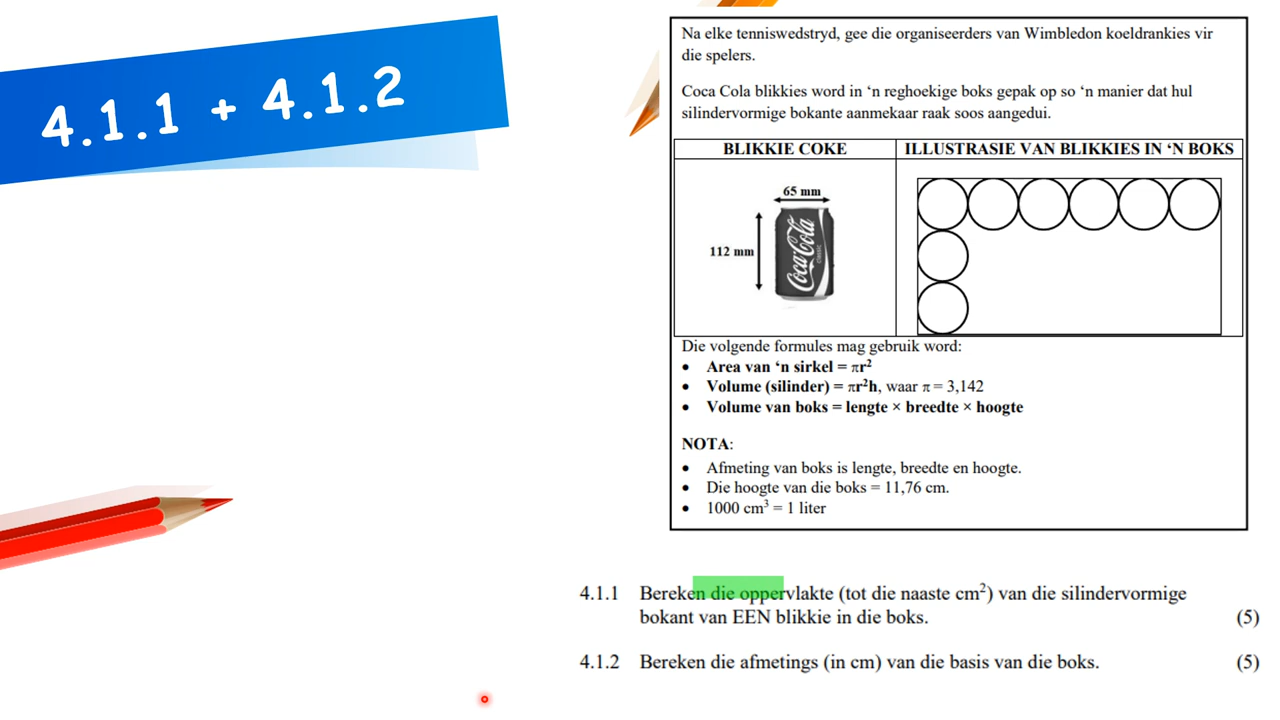 4.1.1 + 4.1.2
Na elke tenniswedstryd, gee die organiseerders van Wimbledon koeldrankies vir
die spelers.
Coca Cola blikkies word in ‘n reghoekige boks gepak op so ‘n manier dat hul
silindervormige bokante aanmekaar raak soos aangedui.
BLIKKIE COKE
ILLUSTRASIE VAN BLIKKIES IN ‘N BOKS
65 mm
112 mm
Coca-Cola
classic
Die volgende formules mag gebruik word:
• Area van ‘n sirkel = πr²
• Volume (silinder) = πr²h, waar π = 3,142
• Volume van boks = lengte × breedte × hoogte
NOTA:
• Afmeting van boks is lengte, breedte en hoogte.
• Die hoogte van die boks = 11,76 cm.
• 1000 cm³ = 1 liter
4.1.1 Bereken die oppervlakte (tot die naaste cm²) van die silindervormige
bokant van EEN blikkie in die boks. (5)
4.1.2 Bereken die afmetings (in cm) van die basis van die boks. (5)